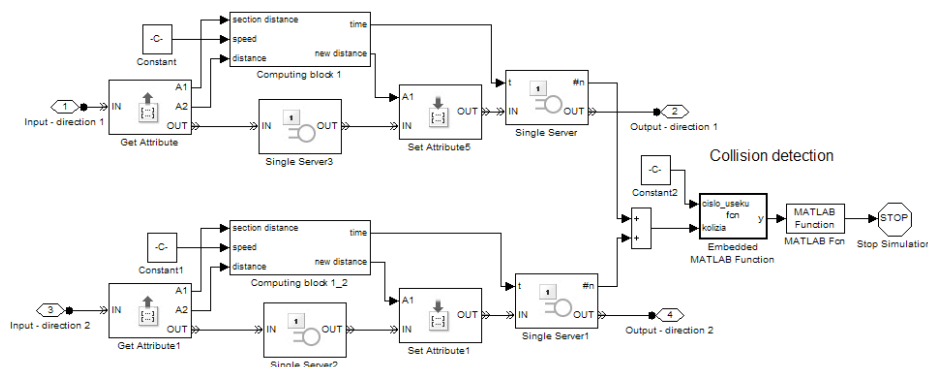 section distance
speed
distance
time
new distance
Computing block 1
-C-
Constant
1
Input - direction 1
IN
A1
A2
OUT
[...]
Get Attribute
IN
1
OUT
Single Server3
A1
IN
OUT
[...]
Set Attribute5
t
IN
1
#n
OUT
Single Server
2
Output - direction 1
Collision detection
-C-
Constant2
+
+
cislo_useku
fcn
kolizia
y
Embedded
MATLAB Function
MATLAB
Function
MATLAB Fcn
STOP
Stop Simulation
section distance
speed
distance
time
new distance
Computing block 1_2
-C-
Constant1
3
Input - direction 2
IN
A1
A2
OUT
[...]
Get Attribute1
IN
1
OUT
Single Server2
A1
IN
OUT
[...]
Set Attribute1
t
IN
1
#n
OUT
Single Server1
4
Output - direction 2